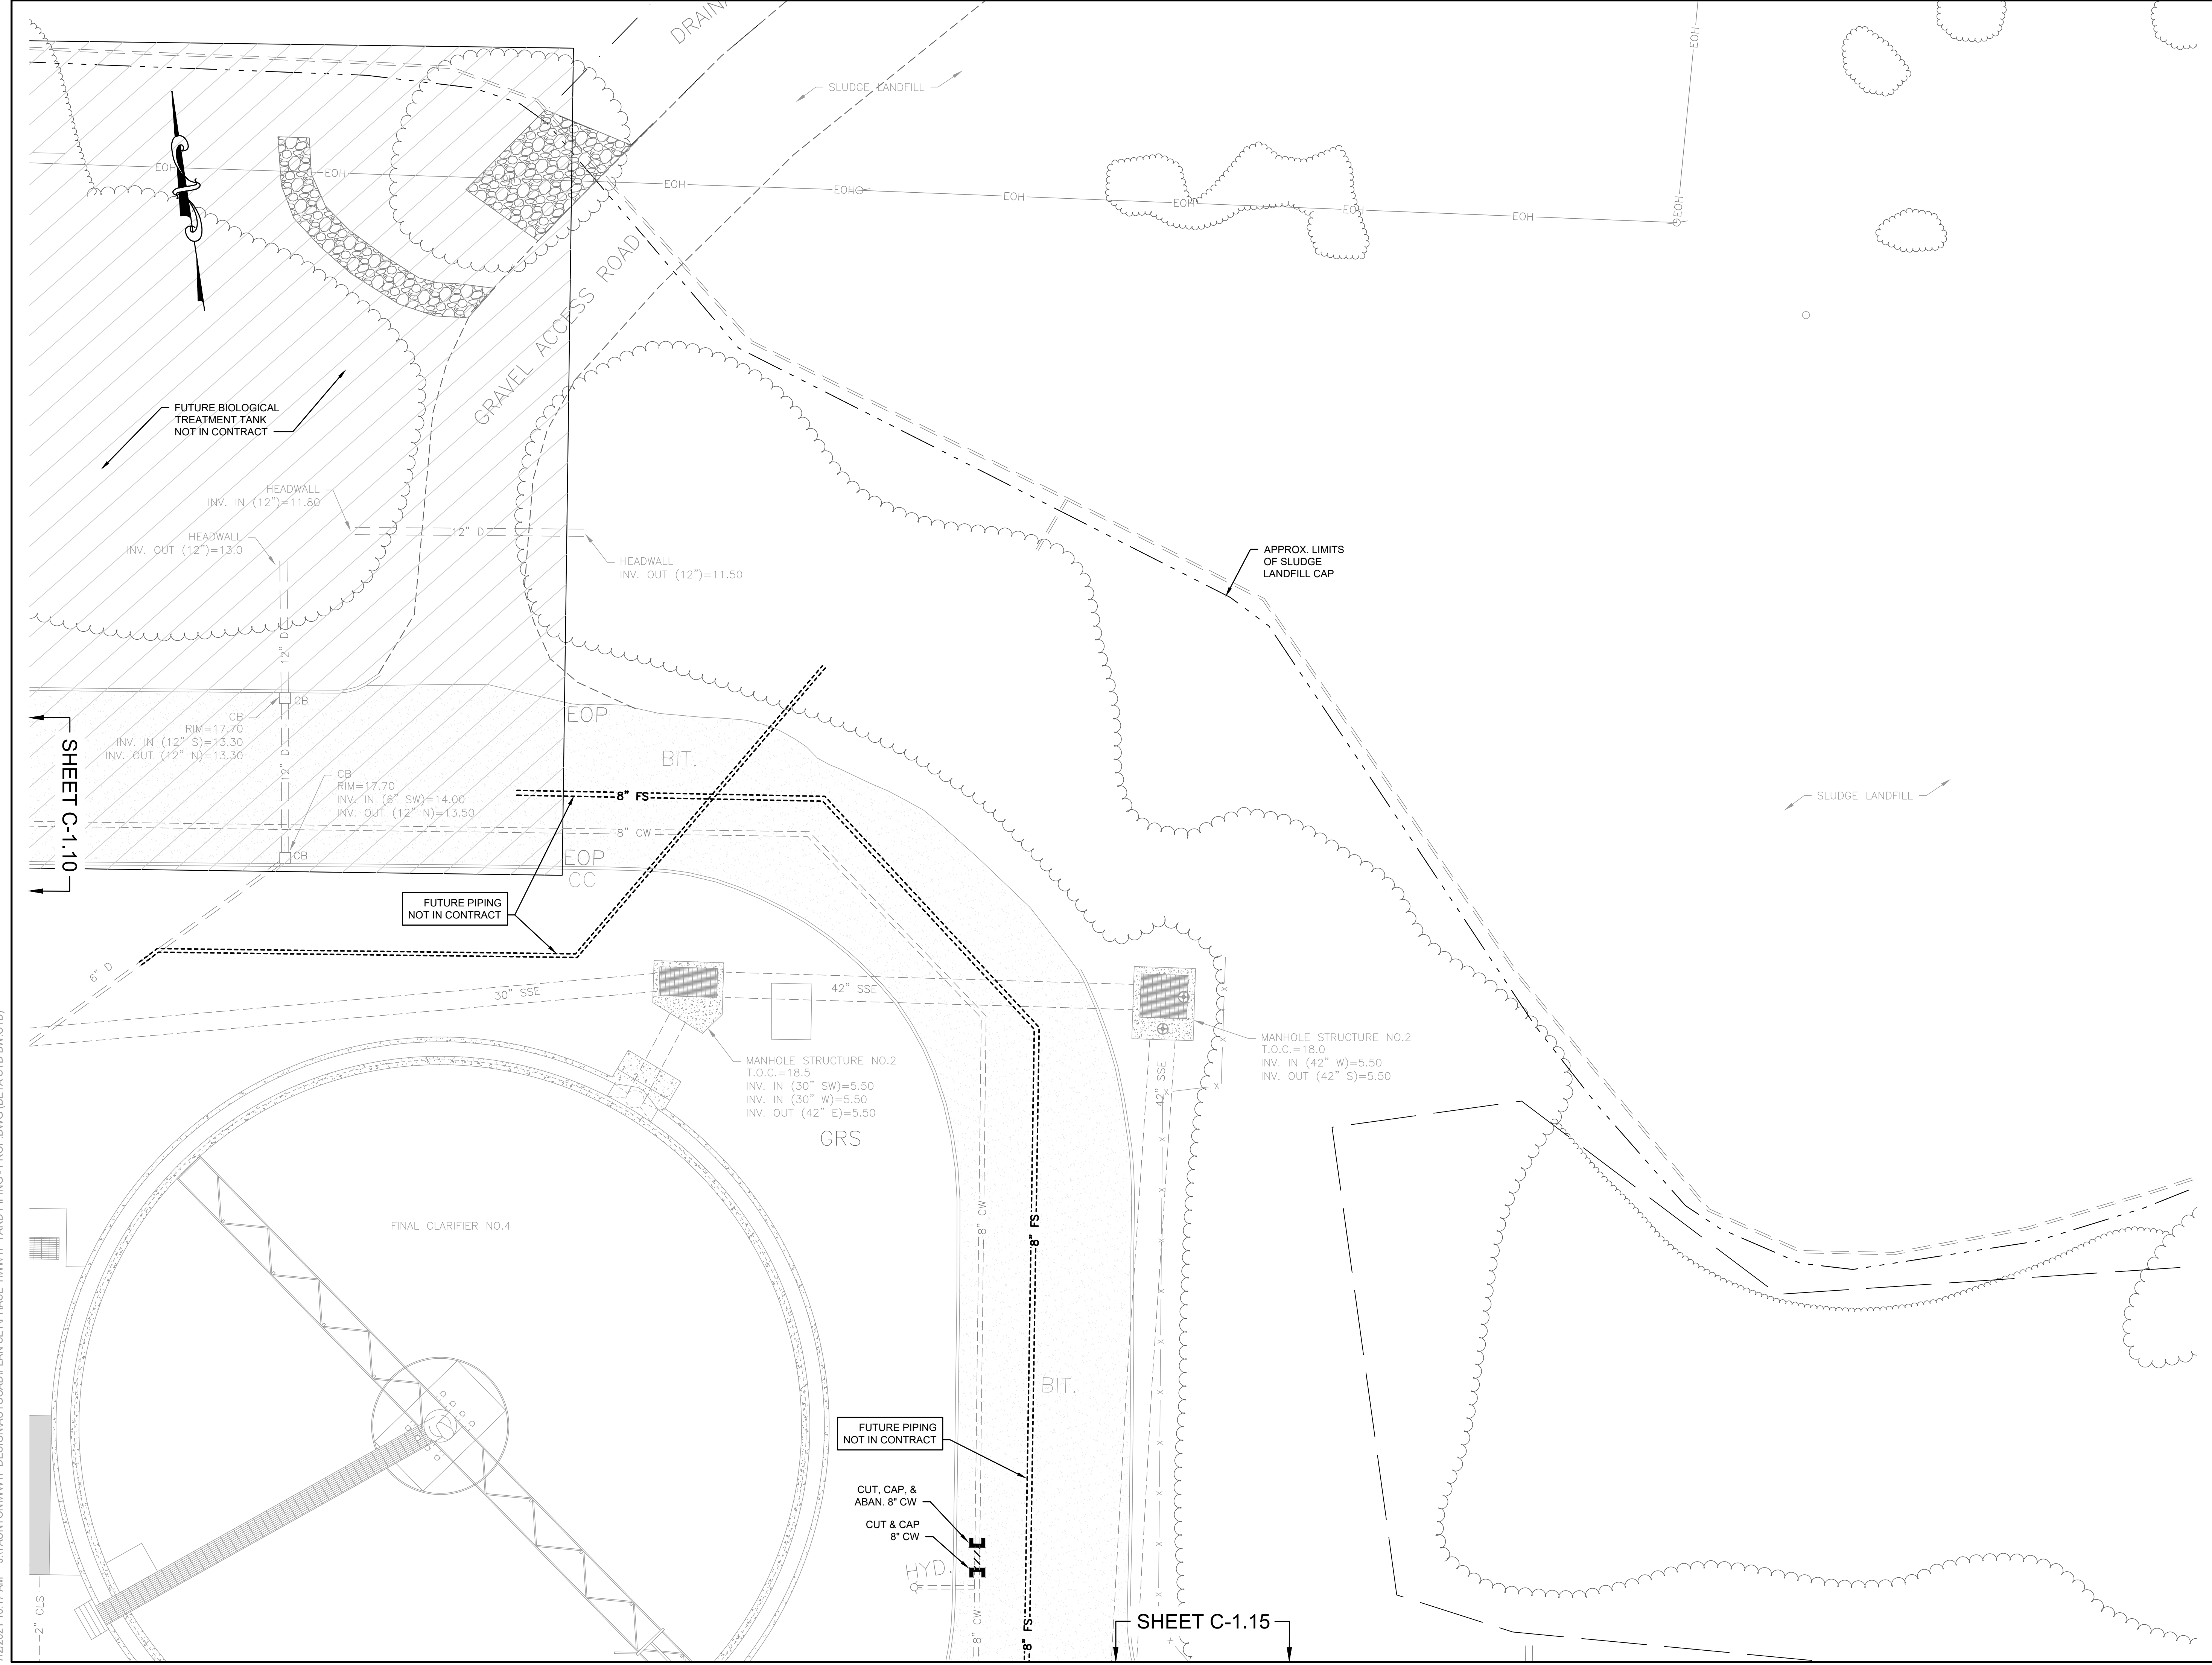 DRAIN
SLUDGE LANDFILL
EOH
EOH
EOH
EOH
EOH
EOH
EOH
EOH
EOH
EOH
GRAVEL ACCESS ROAD
FUTURE BIOLOGICAL
TREATMENT TANK
NOT IN CONTRACT
HEADWALL
INV. IN (12")=11.80
12" D
HEADWALL
INV. OUT (12")=13.0
HEADWALL
INV. OUT (12")=11.50
APPROX. LIMITS
OF SLUDGE
LANDFILL CAP
12" D
CB
CB
RIM=17.70
INV. IN (12" S)=13.30
INV. OUT (12" N)=13.30
12" D
CB
RIM=17.70
INV. IN (6" SW)=14.00
INV. OUT (12" N)=13.50
CB
EOP
BIT.
8" FS
8" CW
EOP
CC
SHEET C-1.10
SLUDGE LANDFILL
FUTURE PIPING
NOT IN CONTRACT
6" D
30" SSE
42" SSE
MANHOLE STRUCTURE NO.2
T.O.C.=18.5
INV. IN (30" SW)=5.50
INV. IN (30" W)=5.50
INV. OUT (42" E)=5.50
MANHOLE STRUCTURE NO.2
T.O.C.=18.0
INV. IN (42" W)=5.50
INV. OUT (42" S)=5.50
42" SSE
GRS
FINAL CLARIFIER NO.4
8" CW
8" FS
BIT.
FUTURE PIPING
NOT IN CONTRACT
CUT, CAP, &
ABAN. 8" CW
CUT & CAP
8" CW
HYD.
8" CW
8" FS
2" CLS
SHEET C-1.15